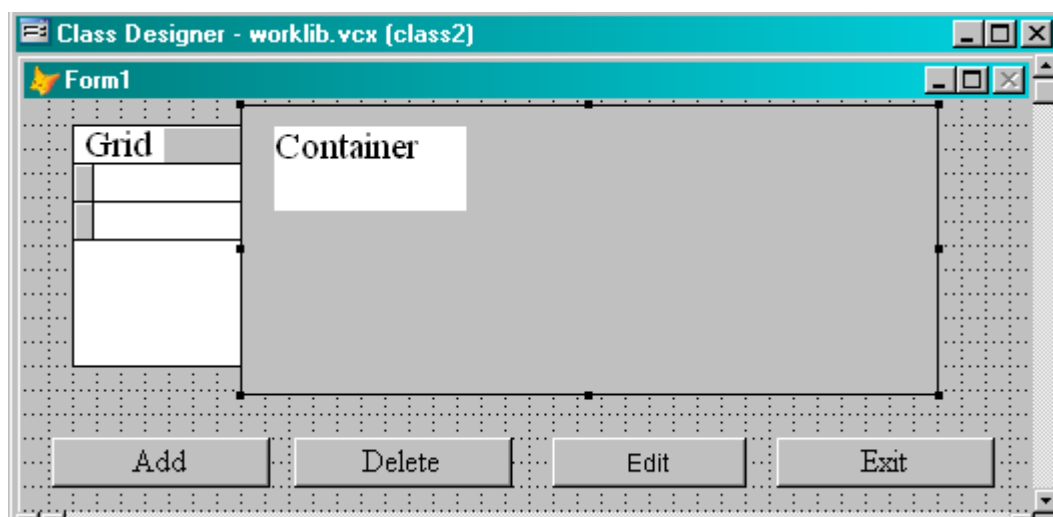 Class Designer - worklib.vcx (class2)
Form1
Grid
Container
Add Delete Edit Exit